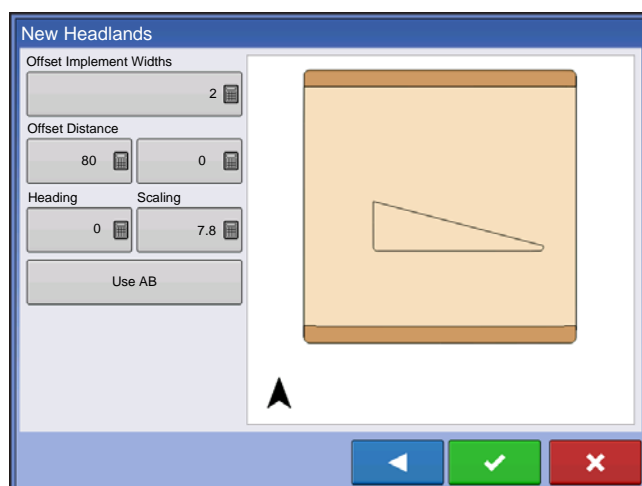 New Headlands
Offset Implement Widths
2
Offset Distance
80 0
Heading Scaling
0 7.8
Use AB